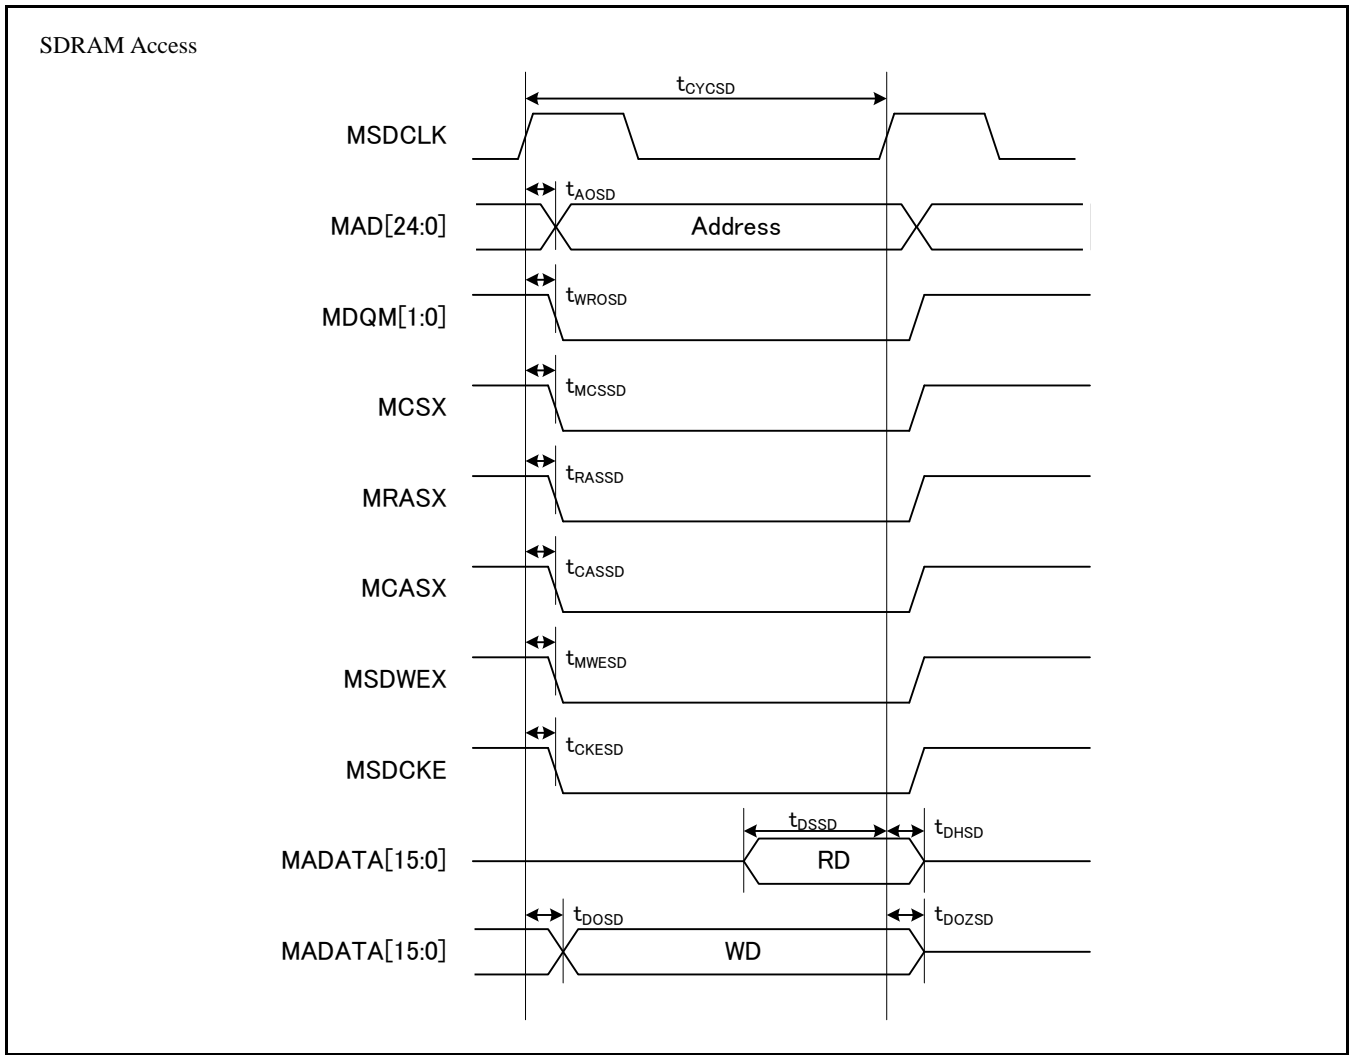 SDRAM Access
tCYCSD
MSDCLK
tAOSD
MAD[24:0]
Address
tWROSD
MDQM[1:0]
tMCSSD
MCSX
tRASSD
MRASX
tCASSD
MCASX
tMWESD
MSDWEX
tCKESD
MSDCKE
tDSSD
tDHSD
MADATA[15:0]
RD
tDOSD
tDOZSD
MADATA[15:0]
WD